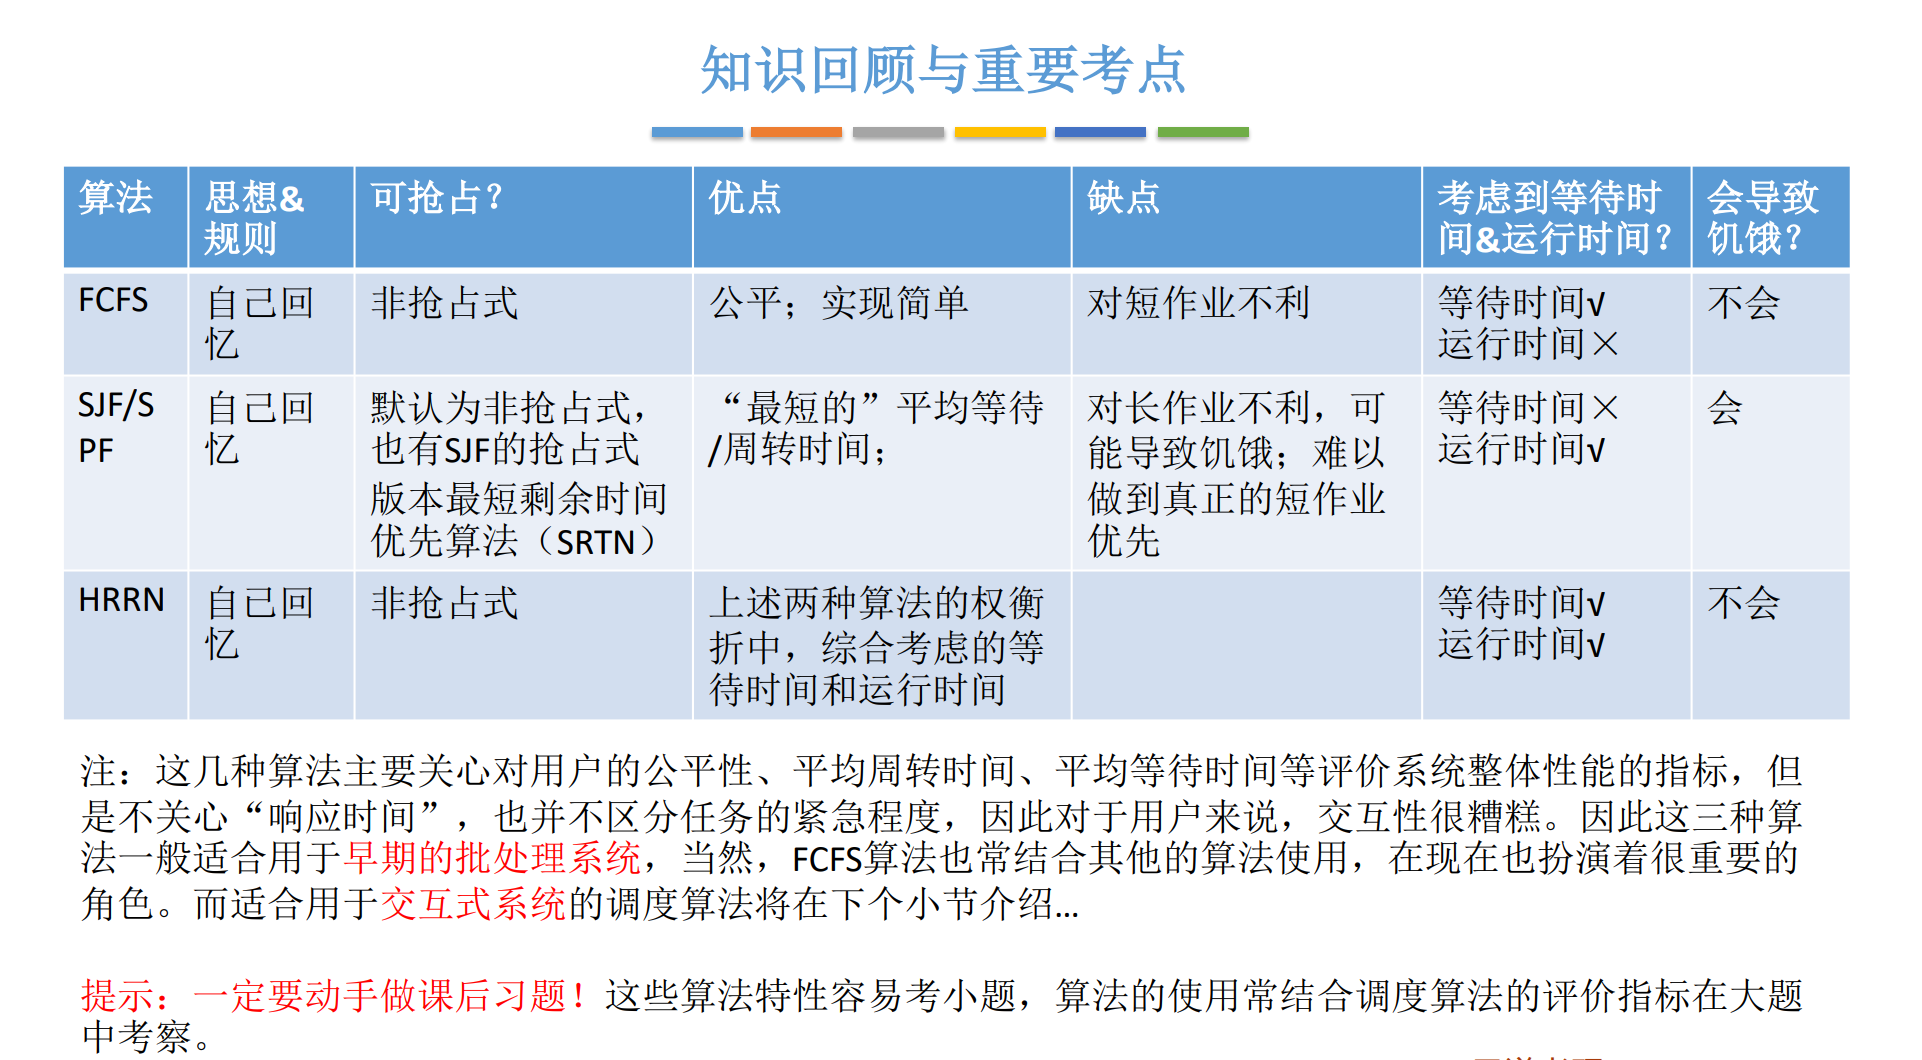 知识回顾与重要考点
算法
思想&
规则
可抢占？
优点
缺点
考虑到等待时
间&运行时间？
会导致
饥饿？
FCFS
自己回
忆
非抢占式
公平；实现简单
对短作业不利
等待时间√
运行时间×
不会
SJF/S
PF
自己回
忆
默认为非抢占式，
也有SJF的抢占式
版本最短剩余时间
优先算法（SRTN）
“最短的”平均等待
/周转时间；
对长作业不利，可
能导致饥饿；难以
做到真正的短作业
优先
等待时间×
运行时间√
会
HRRN
自己回
忆
非抢占式
上述两种算法的权衡
折中，综合考虑的等
待时间和运行时间
等待时间√
运行时间√
不会
注：这几种算法主要关心对用户的公平性、平均周转时间、平均等待时间等评价系统整体性能的指标，但
是不关心“响应时间”，也并不区分任务的紧急程度，因此对于用户来说，交互性很糟糕。因此这三种算
法一般适合用于早期的批处理系统，当然，FCFS算法也常结合其他的算法使用，在现在也扮演着很重要的
角色。而适合用于交互式系统的调度算法将在下个小节介绍…
提示：一定要动手做课后习题！这些算法特性容易考小题，算法的使用常结合调度算法的评价指标在大题
中考察。